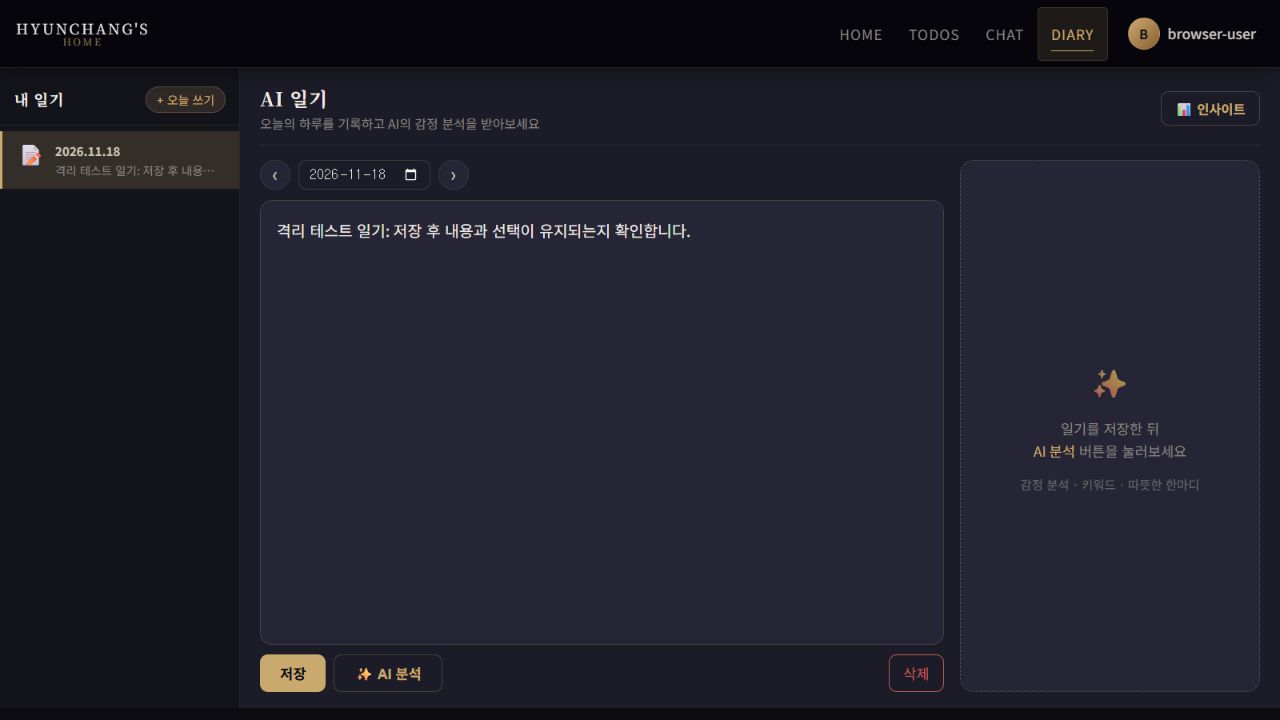 HYUNCHANG'S
HOME
HOME
TODOS
CHAT
DIARY
B
browser-user
내 일기
+ 오늘 쓰기
2026.11.18
격리 테스트 일기: 저장 후 내용…
AI 일기
오늘의 하루를 기록하고 AI의 감정 분석을 받아보세요
인사이트
‹
2026-11-18
›
격리 테스트 일기: 저장 후 내용과 선택이 유지되는지 확인합니다.
일기를 저장한 뒤
AI 분석 버튼을 눌러보세요
감정 분석 · 키워드 · 따뜻한 한마디
저장
AI 분석
삭제